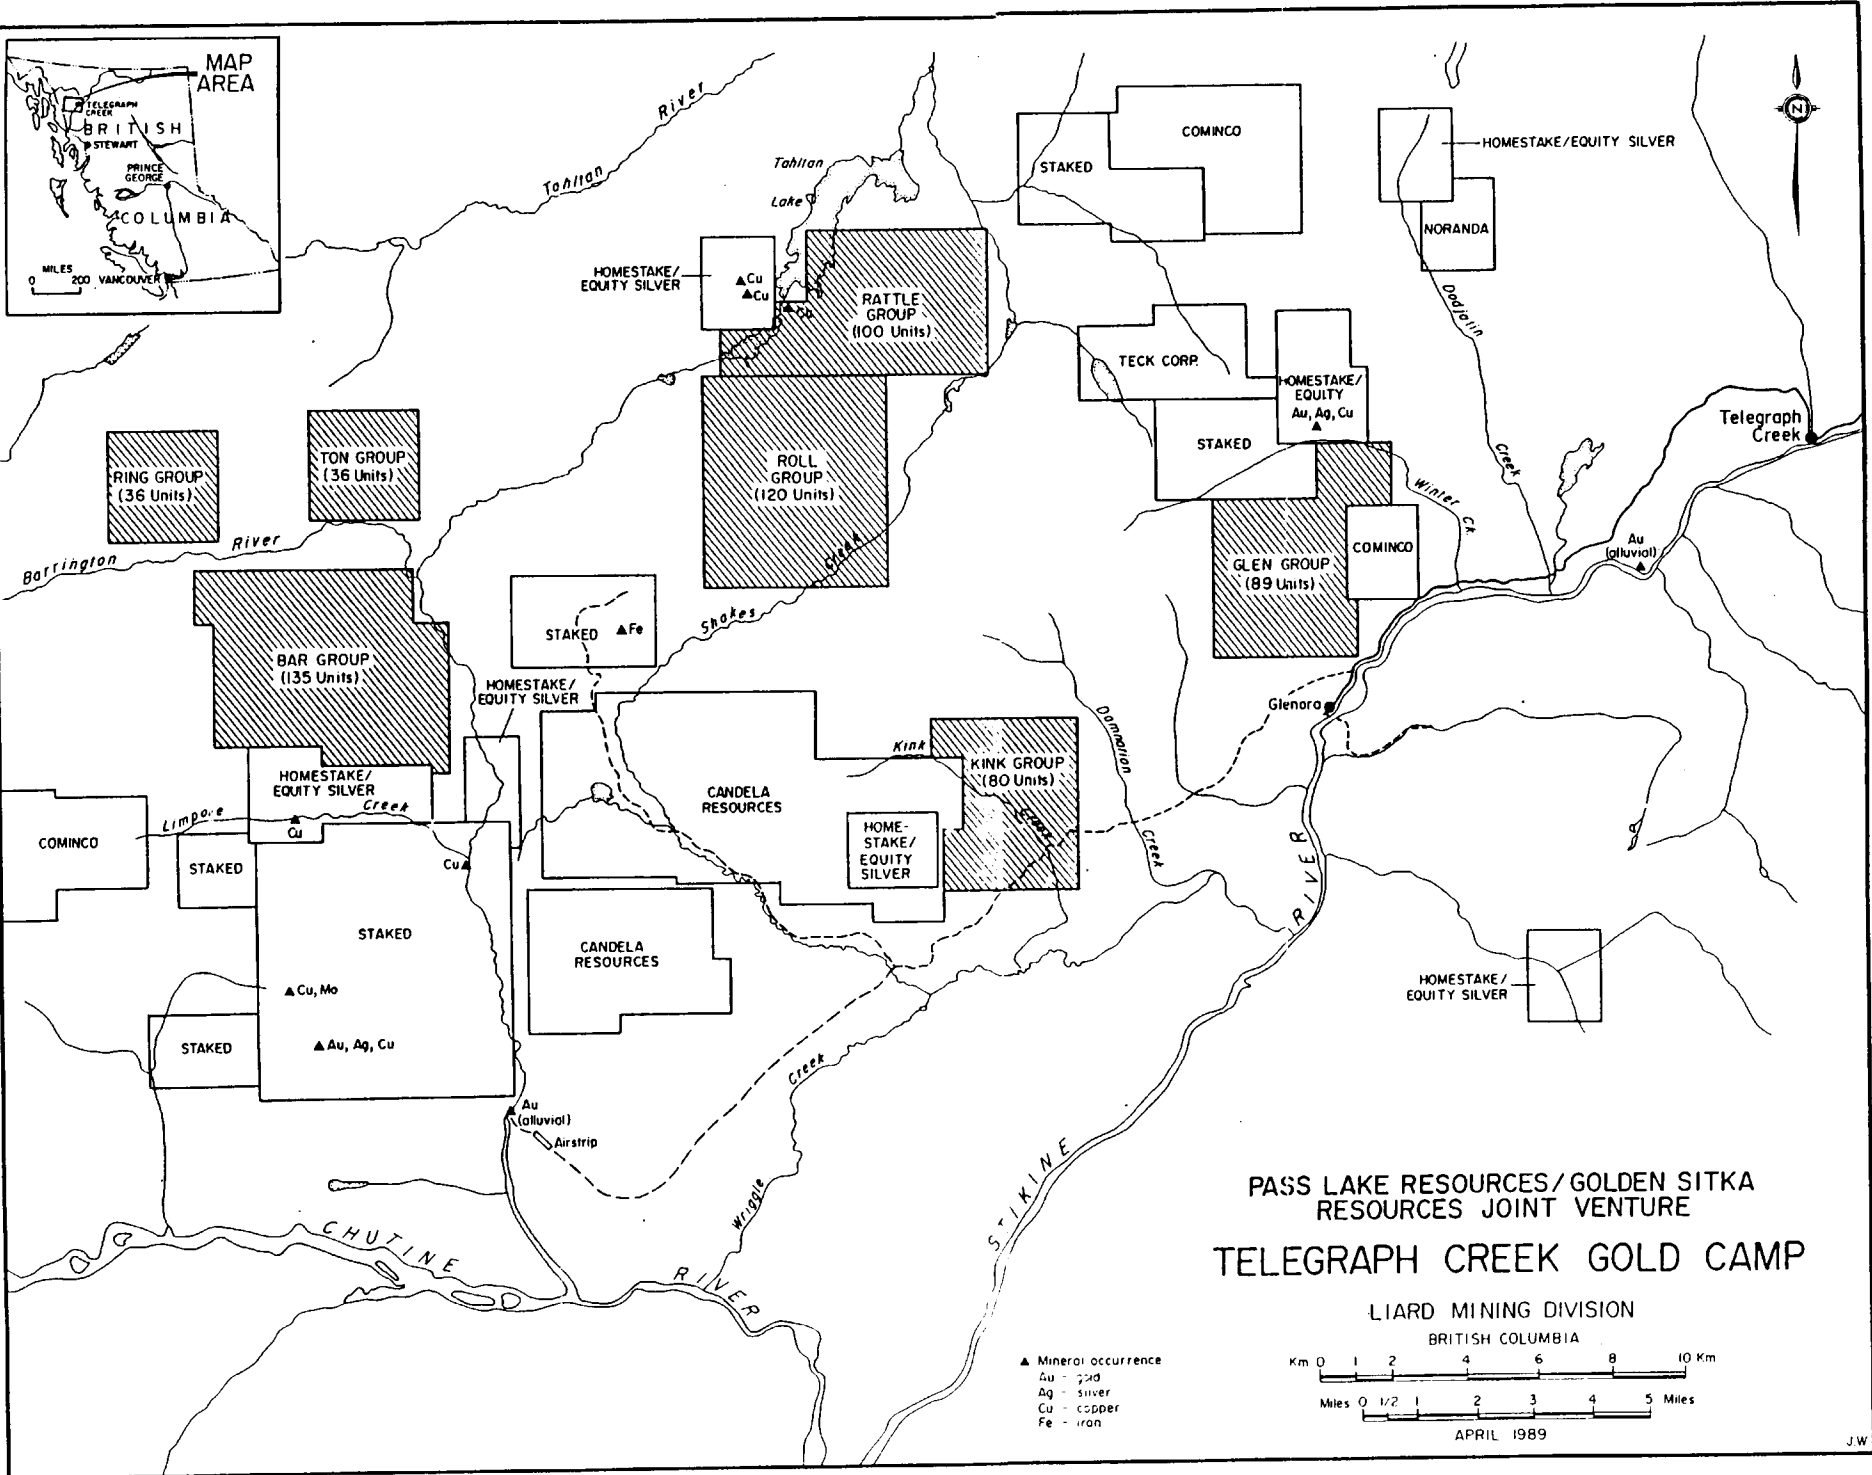 MAP
AREA
TELEGRAPH
CREEK
BRITISH
STEWART
PRINCE
GEORGE
COLUMBIA
MILES
0 200
VANCOUVER
Tahltan River
Tahltan
Lake
COMINCO
STAKED
HOMESTAKE/EQUITY SILVER
NORANDA
N
HOMESTAKE/
EQUITY SILVER
Cu
Cu
Cu
RATTLE
GROUP
(100 Units)
Dodjatin
Creek
TECK CORP.
HOMESTAKE/
EQUITY
Au, Ag, Cu
STAKED
Telegraph
Creek
RING GROUP
(36 Units)
TON GROUP
(36 Units)
ROLL
GROUP
(120 Units)
Winter Ck.
Barrington River
GLEN GROUP
(89 Units)
COMINCO
Au
(alluvial)
Shakes Creek
STAKED
Fe
BAR GROUP
(135 Units)
HOMESTAKE/
EQUITY SILVER
Glenora
Damnarion
Creek
Kink
Creek
KINK GROUP
(80 Units)
HOMESTAKE/
EQUITY SILVER
CANDELA
RESOURCES
Creek
Cu
COMINCO
HOME-
STAKE/
EQUITY
SILVER
STAKED
Cu
STAKED
CANDELA
RESOURCES
HOMESTAKE/
EQUITY SILVER
Cu, Mo
STAKED
Au, Ag, Cu
Au
(alluvial)
Airstrip
Wriggle Creek
STIKINE RIVER
CHUTINE RIVER
PASS LAKE RESOURCES/GOLDEN SITKA
RESOURCES JOINT VENTURE
TELEGRAPH CREEK GOLD CAMP
LIARD MINING DIVISION
BRITISH COLUMBIA
Km 0 1 2 4 6 8 10 Km
Miles 0 1/2 1 2 3 4 5 Miles
APRIL 1989
Mineral occurrence
Au - gold
Ag - silver
Cu - copper
Fe - iron
J.W